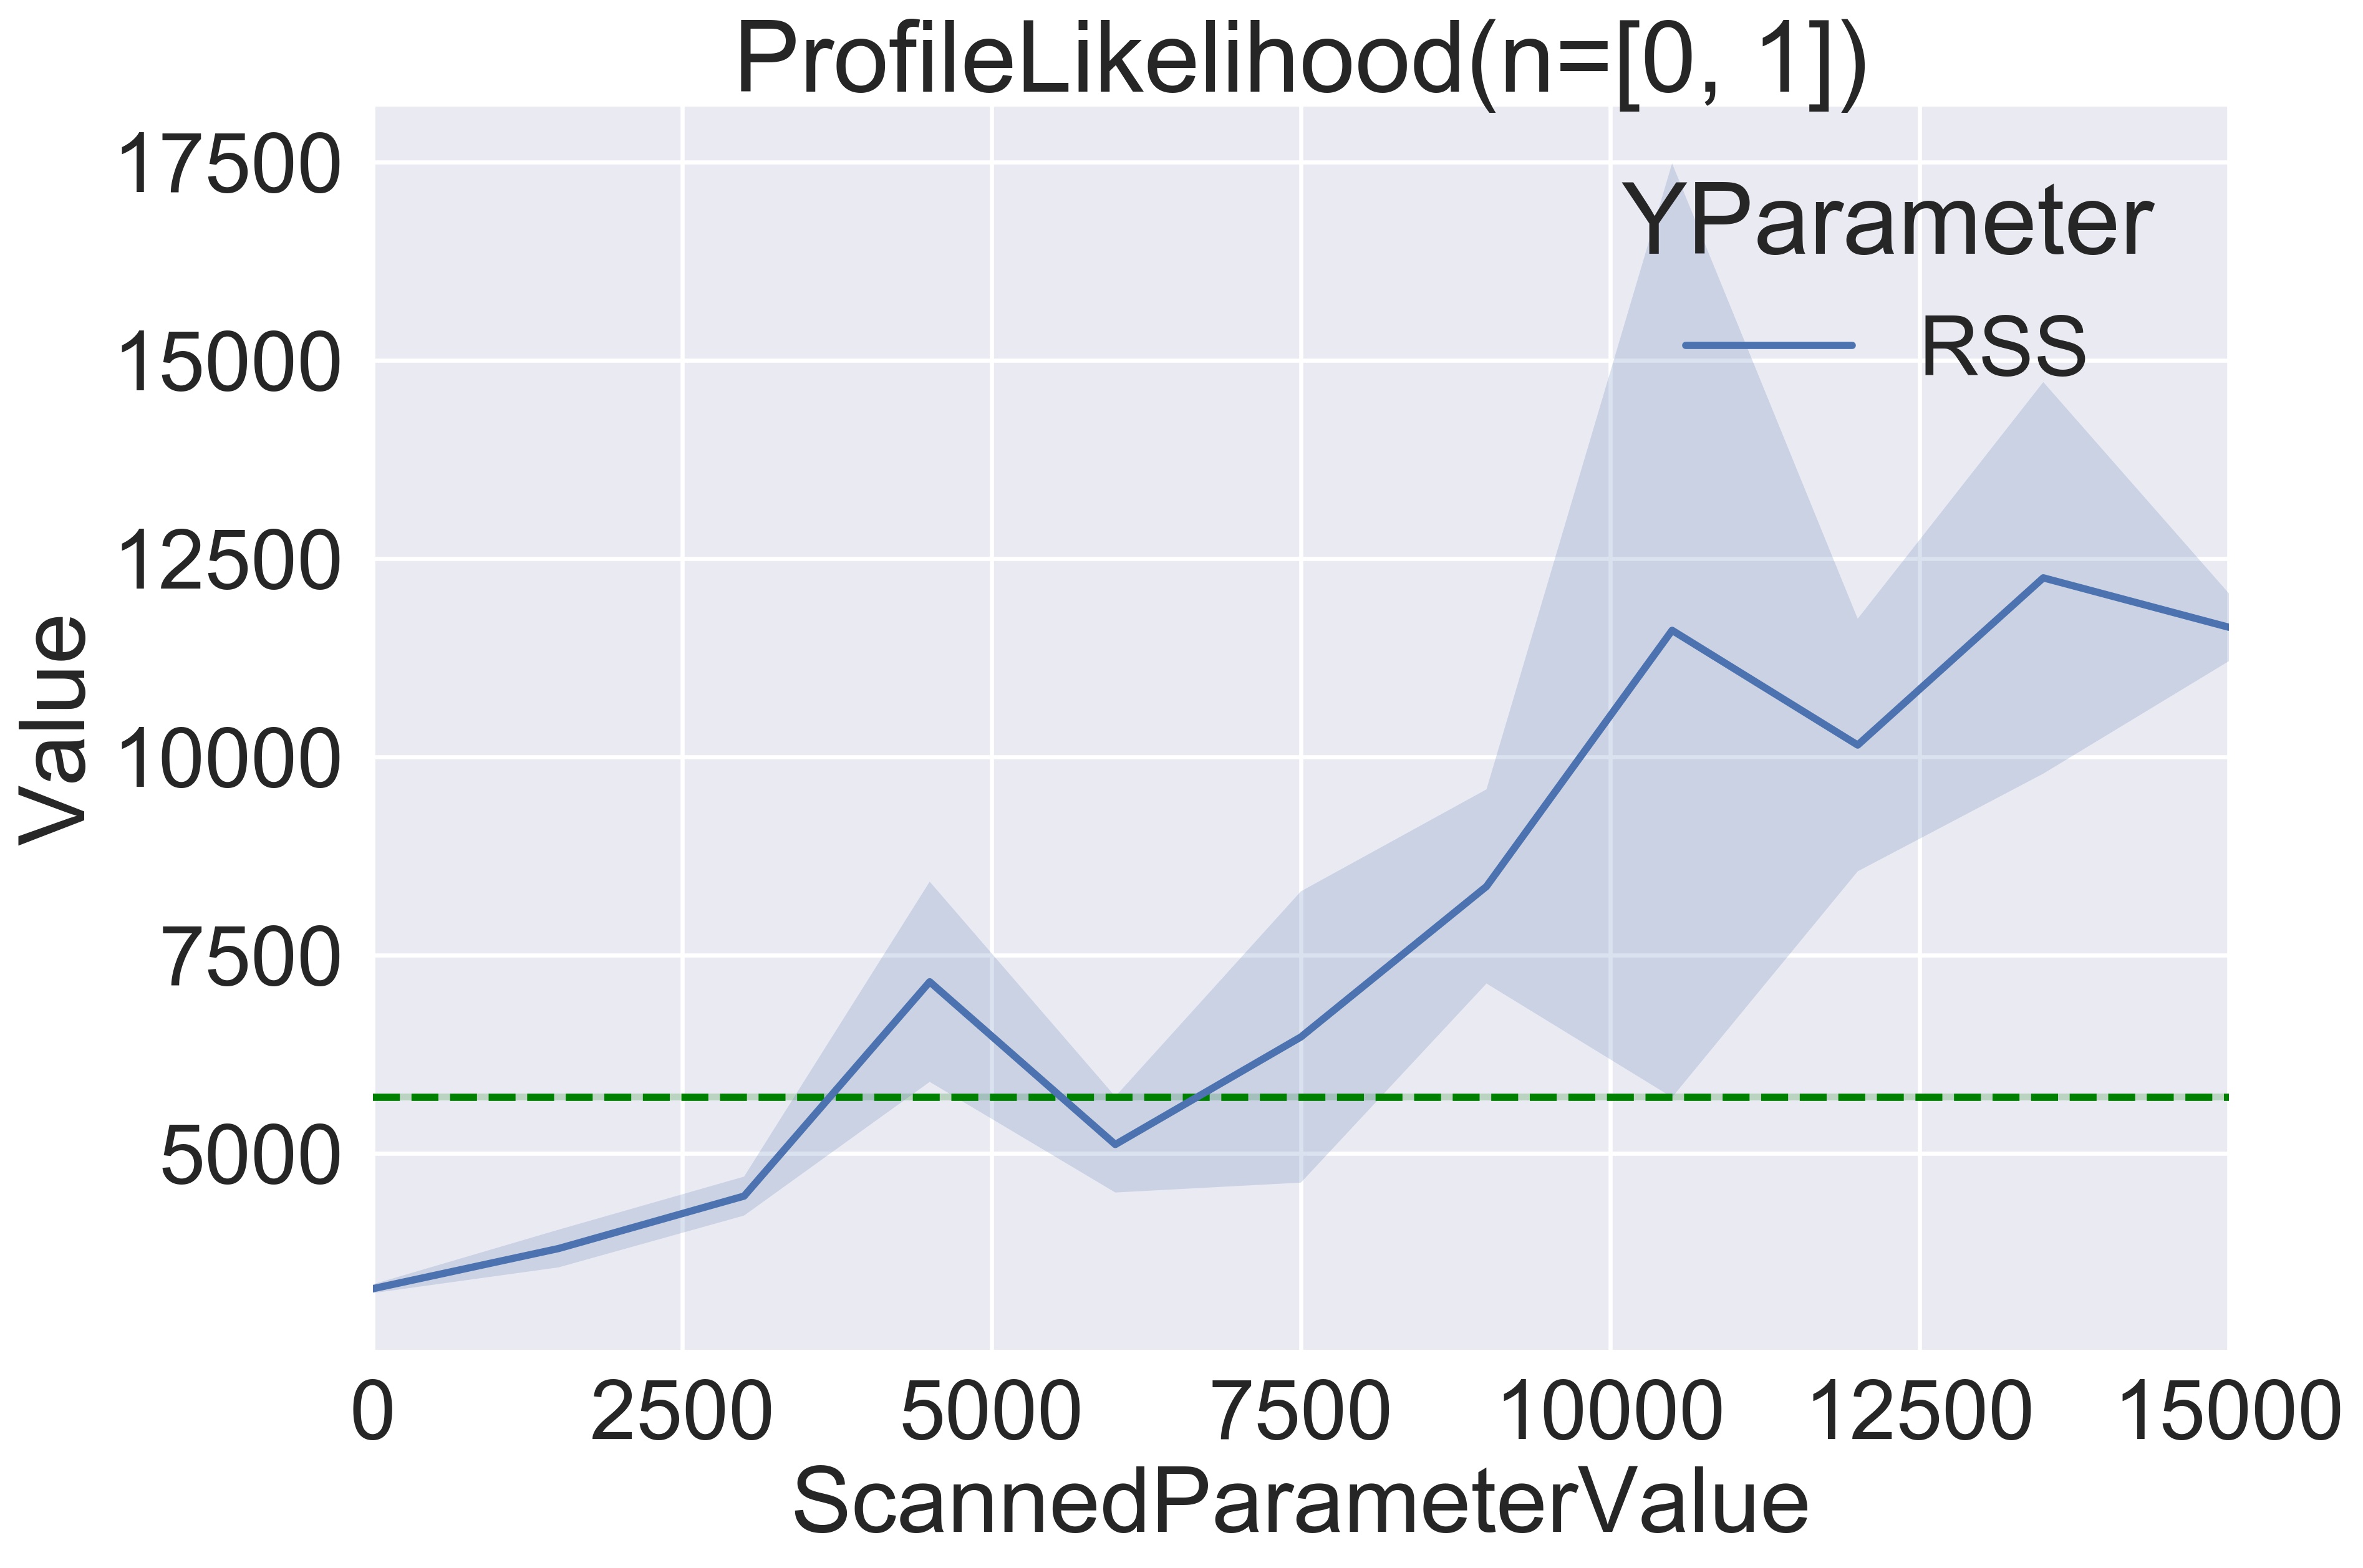 ProfileLikelihood(n=[0, 1])
YParameter
RSS
Value
17500
15000
12500
10000
7500
5000
0 2500 5000 7500 10000 12500 15000
ScannedParameterValue